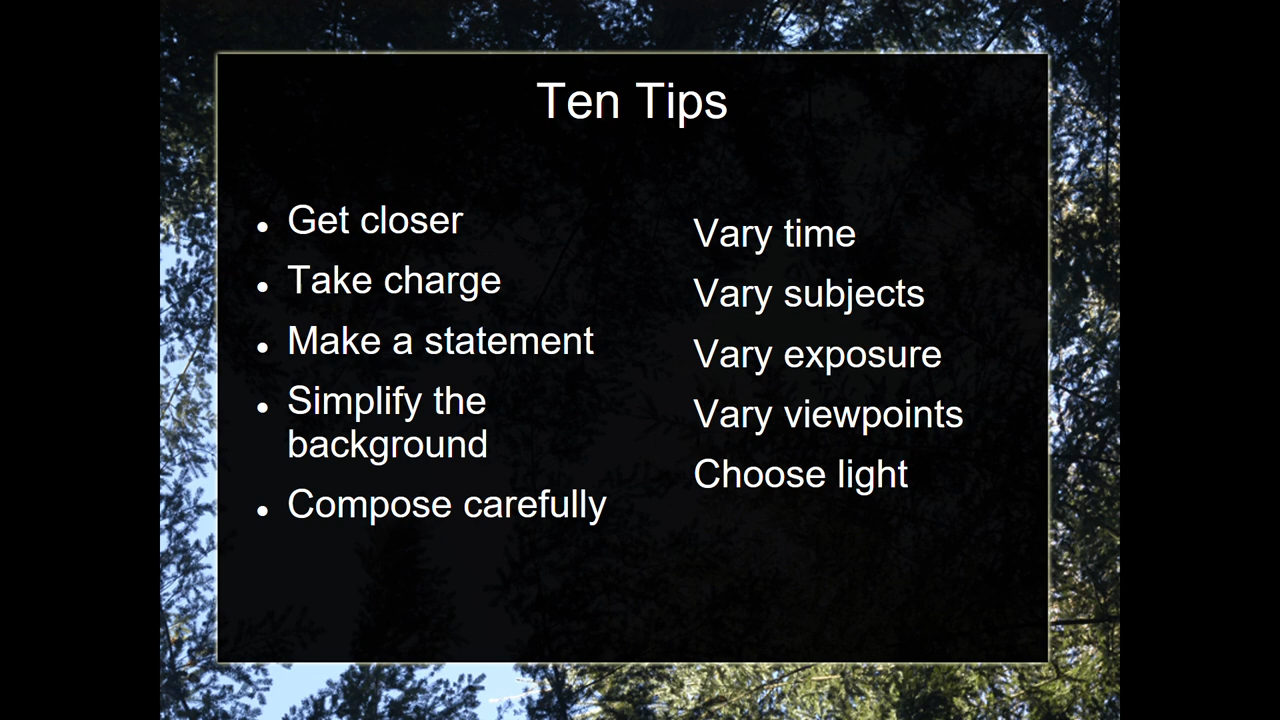 Ten Tips
• Get closer
• Take charge
• Make a statement
• Simplify the
background
• Compose carefully
Vary time
Vary subjects
Vary exposure
Vary viewpoints
Choose light